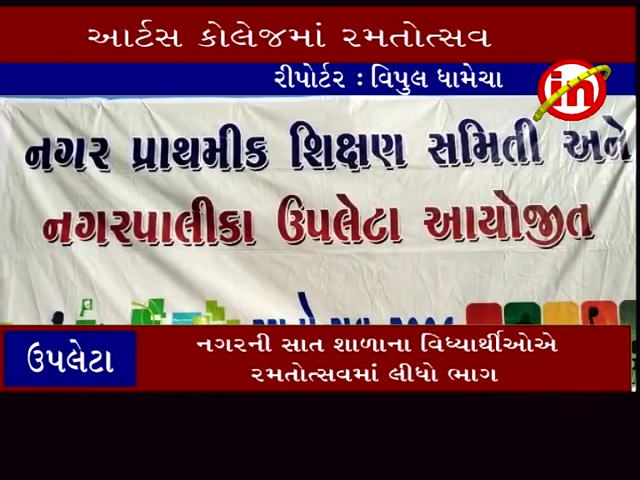 આર્ટસ કોલેજમાં રમતોત્સવ
રીપોર્ટર : વિપુલ ધામેચા
in
નગર પ્રાથમીક શિક્ષણ સમિતી અને
નગરપાલીકા ઉપલેટા આયોજીત
ઉપલેટા
નગરની સાત શાળાના વિધ્યાર્થીઓએ
રમતોત્સવમાં લીધો ભાગ